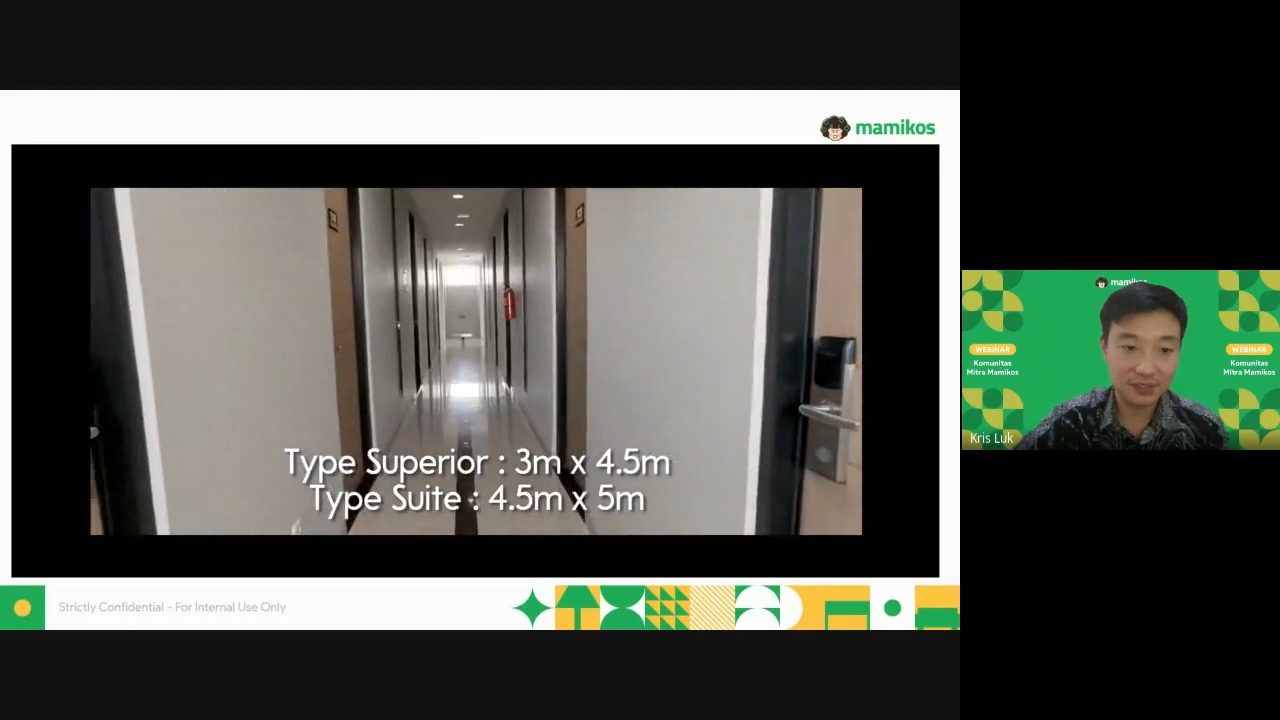 mamikos
Type Superior : 3m x 4.5m
Type Suite : 4.5m x 5m
Strictly Confidential - For Internal Use Only
WEBINAR
Komunitas
Mitra Mamikos
WEBINAR
Komunitas
Mitra Mamikos
Kris Luk